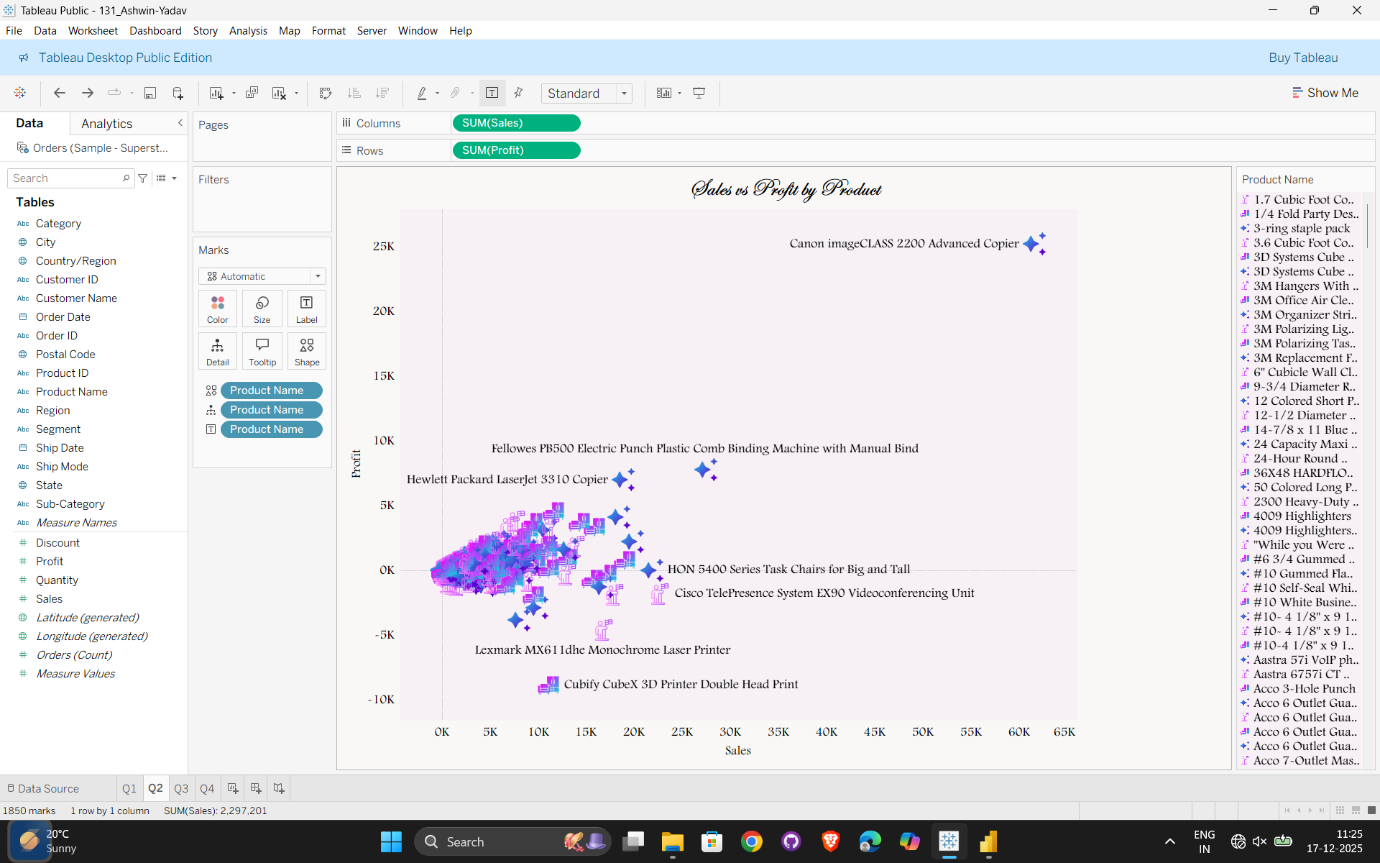 Tableau Public - 131_Ashwin-Yadav
File Data Worksheet Dashboard Story Analysis Map Format Server Window Help
Tableau Desktop Public Edition
Buy Tableau
Standard
Show Me
Data Analytics
Orders (Sample - Superst...
Search
Tables
Abc Category
City
Country/Region
Abc Customer ID
Abc Customer Name
Order Date
Abc Order ID
Postal Code
Abc Product ID
Abc Product Name
Abc Region
Abc Segment
Ship Date
Abc Ship Mode
State
Abc Sub-Category
Abc Measure Names
Discount
Profit
Quantity
Sales
Latitude (generated)
Longitude (generated)
Orders (Count)
Measure Values
Pages
Filters
Marks
Automatic
Color Size Label
Detail Tooltip Shape
Product Name
Product Name
Product Name
Columns SUM(Sales)
Rows SUM(Profit)
Sales vs Profit by Product
Profit
25K
20K
15K
10K
5K
0K
-5K
-10K
Canon imageCLASS 2200 Advanced Copier
Fellowes PB500 Electric Punch Plastic Comb Binding Machine with Manual Bind
Hewlett Packard LaserJet 3310 Copier
HON 5400 Series Task Chairs for Big and Tall
Cisco TelePresence System EX90 Videoconferencing Unit
Lexmark MX611dhe Monochrome Laser Printer
Cubify CubeX 3D Printer Double Head Print
0K 5K 10K 15K 20K 25K 30K 35K 40K 45K 50K 55K 60K 65K
Sales
Product Name
1.7 Cubic Foot Co..
1/4 Fold Party Des..
3-ring staple pack
3.6 Cubic Foot Co..
3D Systems Cube ..
3D Systems Cube ..
3M Hangers With ..
3M Office Air Cle..
3M Organizer Stri..
3M Polarizing Lig..
3M Polarizing Tas..
3M Replacement F..
6" Cubicle Wall Cl..
9-3/4 Diameter R..
12 Colored Short P..
12-1/2 Diameter ..
14-7/8 x 11 Blue ..
24 Capacity Maxi ..
24-Hour Round ..
36X48 HARDFLO..
50 Colored Long P..
2300 Heavy-Duty ..
4009 Highlighters
4009 Highlighters..
"While you Were ..
#6 3/4 Gummed ..
#10 Gummed Fla..
#10 Self-Seal Whi..
#10 White Busine..
#10- 4 1/8" x 9 1..
#10- 4 1/8" x 9 1..
#10-4 1/8" x 9 1..
Aastra 57i VoIP ph..
Aastra 6757i CT ..
Acco 3-Hole Punch
Acco 6 Outlet Gua..
Acco 6 Outlet Gua..
Acco 6 Outlet Gua..
Acco 6 Outlet Gua..
Acco 7-Outlet Mas..
Data Source Q1 Q2 Q3 Q4
1850 marks 1 row by 1 column SUM(Sales): 2,297,201
20°C
Sunny
Search
ENG
IN
11:25
17-12-2025